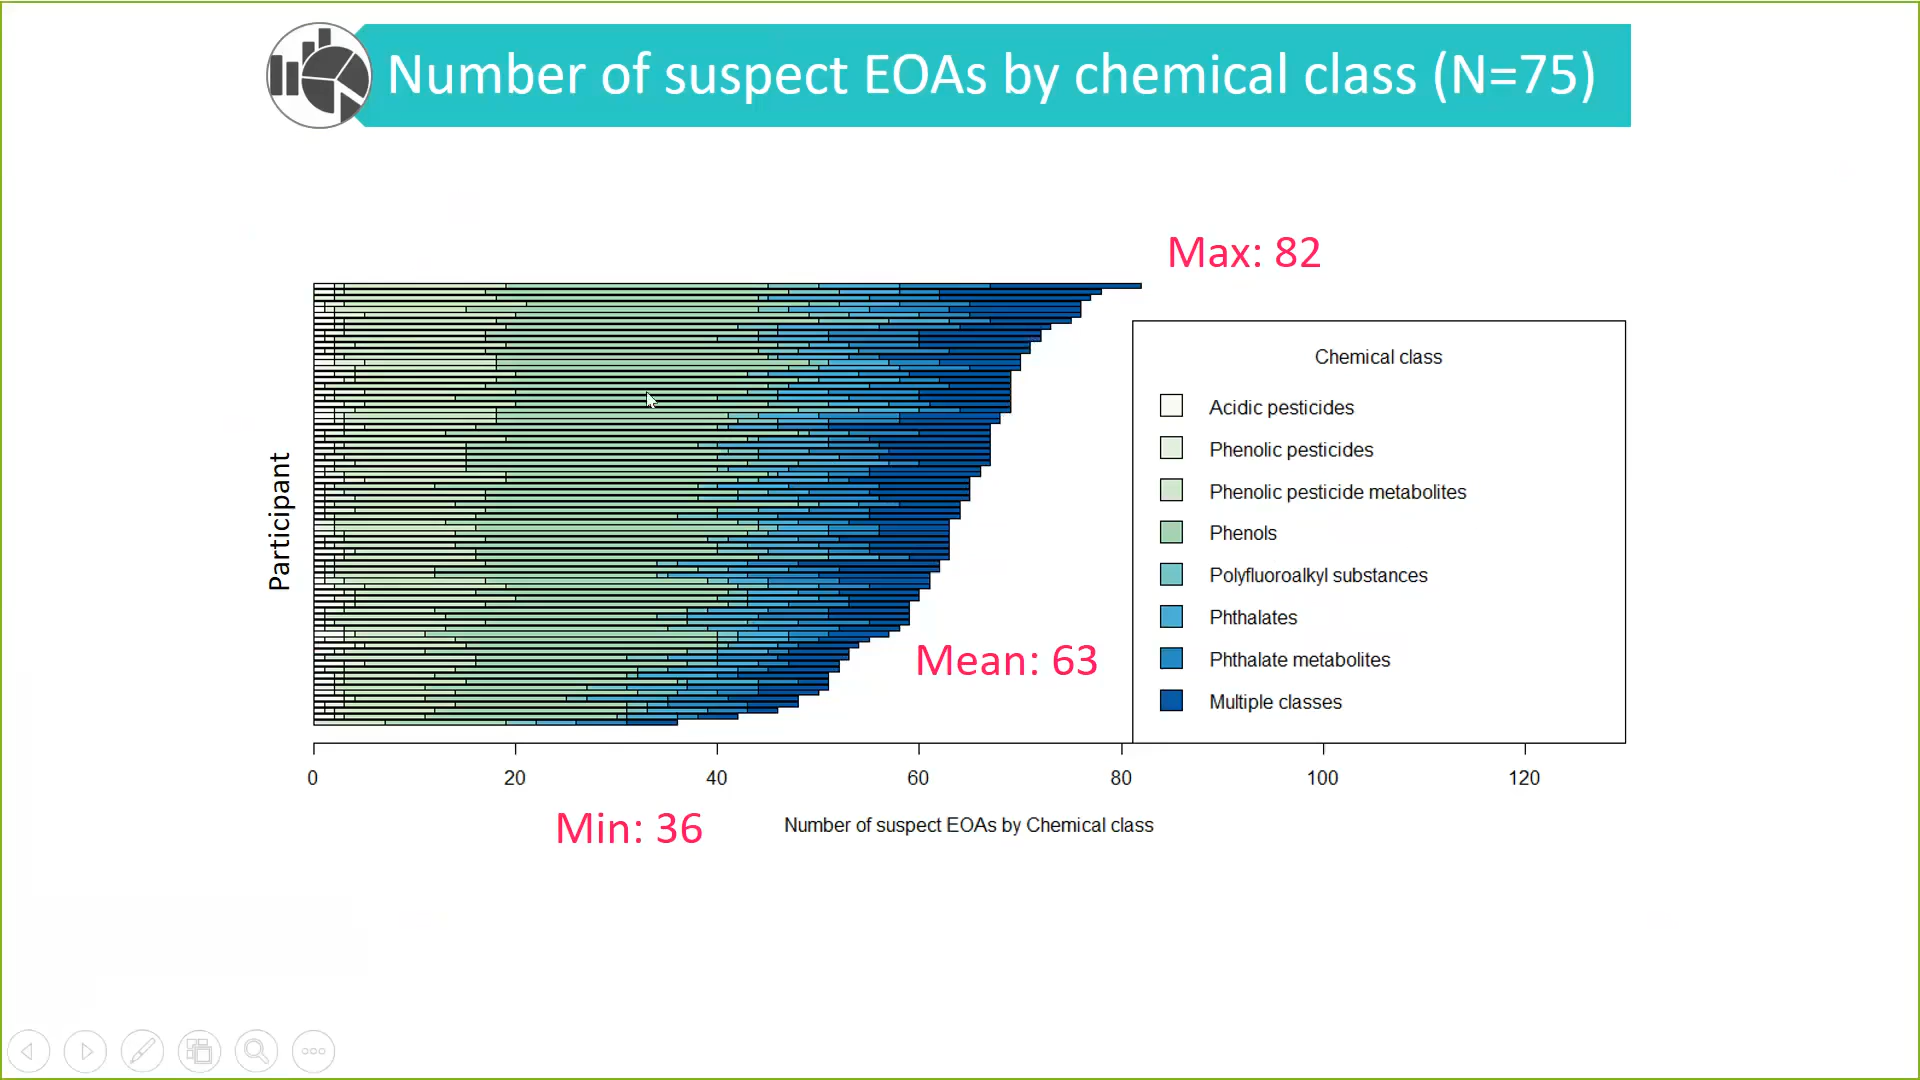 Number of suspect EOAs by chemical class (N=75)
Max: 82
Chemical class
Acidic pesticides
Phenolic pesticides
Phenolic pesticide metabolites
Phenols
Polyfluoroalkyl substances
Phthalates
Phthalate metabolites
Multiple classes
Participant
Mean: 63
0 20 40 60 80 100 120
Min: 36
Number of suspect EOAs by Chemical class